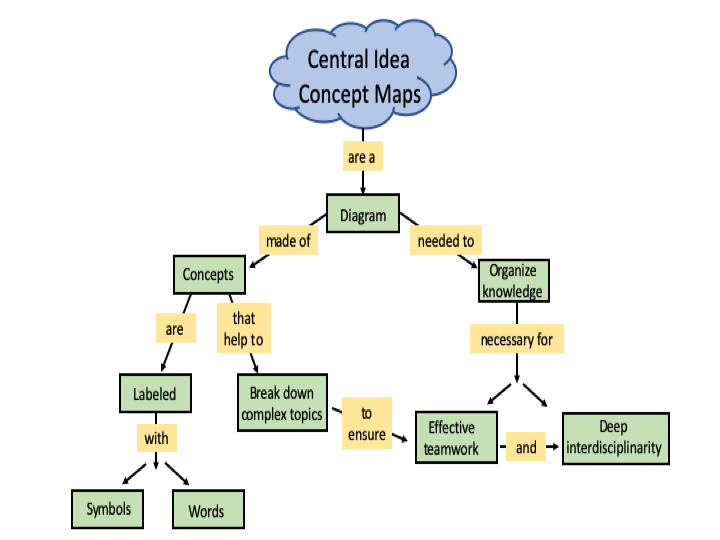 Central Idea
Concept Maps
are a
Diagram
made of
needed to
Concepts
Organize
knowledge
are
that
help to
necessary for
Labeled
Break down
complex topics
to
ensure
Effective
teamwork
and
Deep
interdisciplinarity
with
Symbols
Words